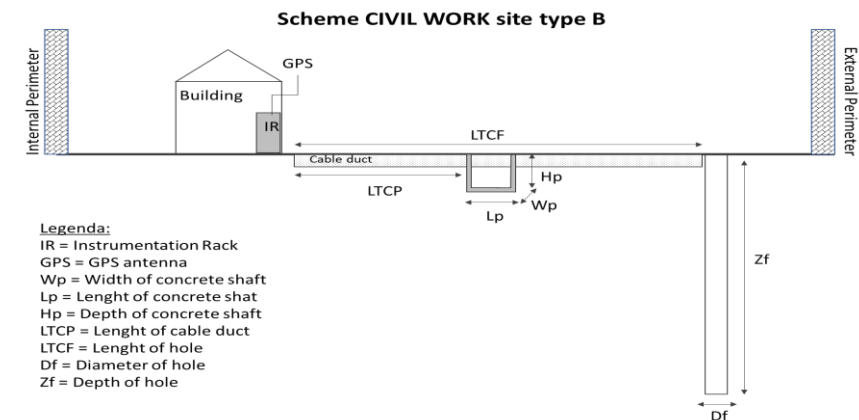 Scheme CIVIL WORK site type B
Internal Perimeter
External Perimeter
GPS
Building
IR
LTCF
Cable duct
LTCP
Hp
Wp
Lp
Zf
Df
Legenda:
IR = Instrumentation Rack
GPS = GPS antenna
Wp = Width of concrete shaft
Lp = Lenght of concrete shat
Hp = Depth of concrete shaft
LTCP = Lenght of cable duct
LTCF = Lenght of hole
Df = Diameter of hole
Zf = Depth of hole